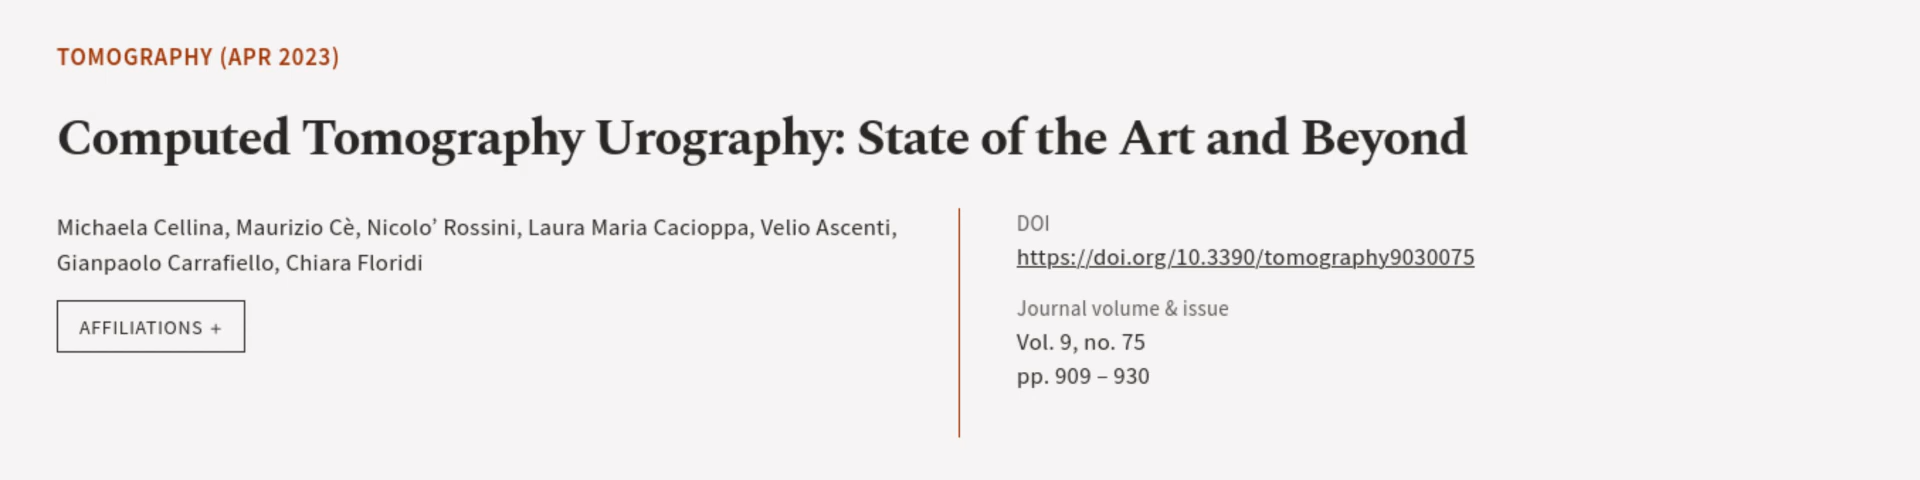 TOMOGRAPHY (APR 2023)
Computed Tomography Urography: State of the Art and Beyond
Michaela Cellina, Maurizio Cè, Nicolo’ Rossini, Laura Maria Cacioppa, Velio Ascenti,
Gianpaolo Carrafiello, Chiara Floridi
AFFILIATIONS +
DOI
https://doi.org/10.3390/tomography9030075
Journal volume & issue
Vol. 9, no. 75
pp. 909 – 930